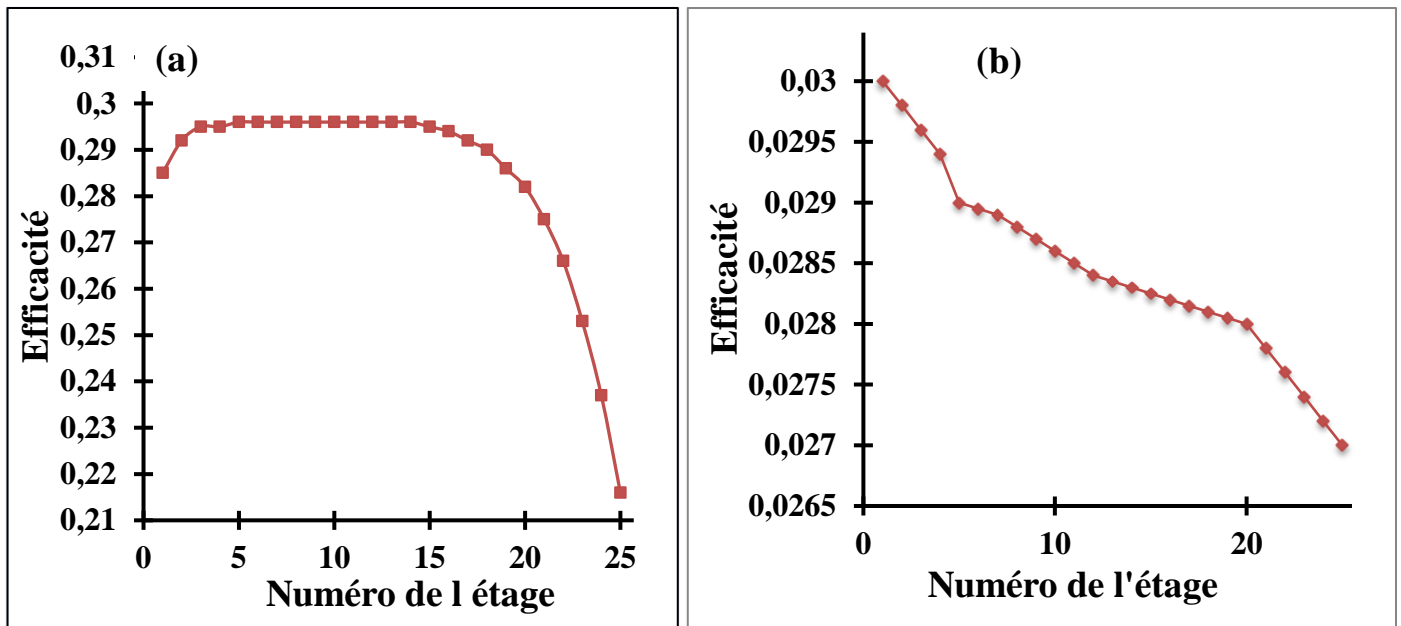 (a)
0,31
0,3
0,29
0,28
0,27
0,26
0,25
0,24
0,23
0,22
0,21
Efficacité
0 5 10 15 20 25
Numéro de l étage
(b)
0,03
0,0295
0,029
0,0285
0,028
0,0275
0,027
0,0265
Efficacité
0 10 20
Numéro de l'étage